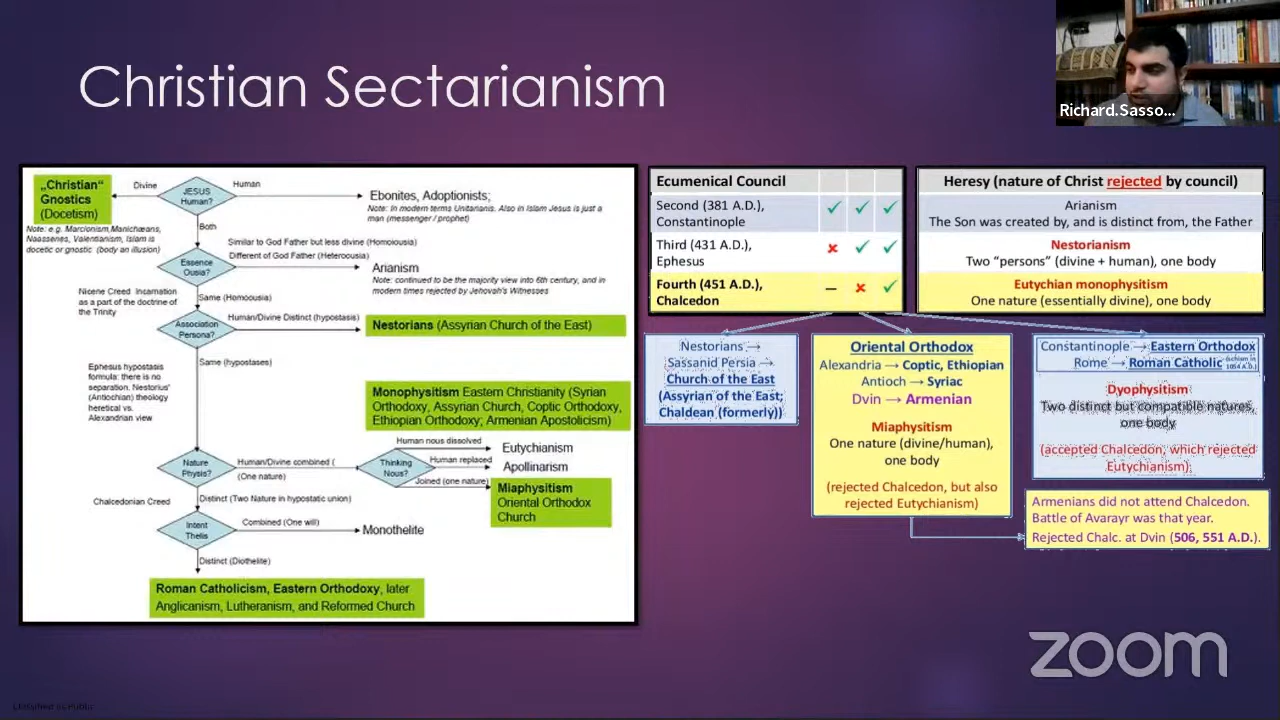 Christian Sectarianism
Richard.Sasso...
„Christian“
Gnostics
(Docetism)
Note: e.g. Marcionism,Manichæans,
Naassenes, Valentianism, Islam is
docetic or gnostic (body an illusion)
Divine
JESUS
Human?
Human
Ebonites, Adoptionists;
Note: In modern terms Unitarians. Also in Islam Jesus is just a
man (messenger / prophet)
Both
Similar to God Father but less divine (Homoiousia)
Different of God Father (Heteroousia)
Essence
Ousia?
Arianism
Note: continued to be the majority view into 6th century, and in
modern times rejected by Jehovah's Witnesses
Nicene Creed Incarnation
as a part of the doctrine of
the Trinity
Same (Homoousia)
Human/Divine Distinct (hypostasis)
Association
Persona?
Nestorians (Assyrian Church of the East)
Same (hypostases)
Ephesus hypostasis
formula: there is no
separation. Nestorius'
(Antiochian) theology
heretical vs.
Alexandrian view
Monophysitism Eastern Christianity (Syrian
Orthodoxy, Assyrian Church, Coptic Orthodoxy,
Ethiopian Orthodoxy; Armenian Apostolicism)
Human nous dissolved
Eutychianism
Nature
Physis?
Human/Divine combined (
(One nature)
Thinking
Nous?
Human replaced
Apollinarism
Joined (one nature)
Miaphysitism
Oriental Orthodox
Church
Chalcedonian Creed
Distinct (Two Nature in hypostatic union)
Intent
Thelis
Combined (One will)
Monothelite
Distinct (Diothelite)
Roman Catholicism, Eastern Orthodoxy, later
Anglicanism, Lutheranism, and Reformed Church
Ecumenical Council
Second (381 A.D.), ✓ ✓ ✓
Constantinople
Third (431 A.D.), ✘ ✓ ✓
Ephesus
Fourth (451 A.D.), – ✘ ✓
Chalcedon
Heresy (nature of Christ rejected by council)
Arianism
The Son was created by, and is distinct from, the Father
Nestorianism
Two “persons” (divine + human), one body
Eutychian monophysitism
One nature (essentially divine), one body
Nestorians →
Sassanid Persia →
Church of the East
(Assyrian of the East;
Chaldean (formerly))
Oriental Orthodox
Alexandria → Coptic, Ethiopian
Antioch → Syriac
Dvin → Armenian
Miaphysitism
One nature (divine/human),
one body
(rejected Chalcedon, but also
rejected Eutychianism)
Constantinople → Eastern Orthodox
Rome → Roman Catholic (schism in
1054 A.D.)
Dyophysitism
Two distinct but compatible natures,
one body
(accepted Chalcedon, which rejected
Eutychianism)
Armenians did not attend Chalcedon.
Battle of Avarayr was that year.
Rejected Chalc. at Dvin (506, 551 A.D.).
zoom